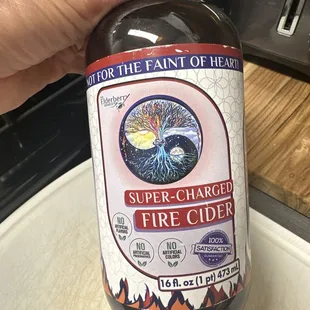 NOT FOR THE FAINT OF HEART!
Elderberry
SUPER-CHARGED
FIRE CIDER
NO
ARTIFICIAL
FLAVORS
NO
ARTIFICIAL
NO
ARTIFICIAL
COLORS
100%
SATISFACTION
16 fl. oz (1 pt) 473 mL